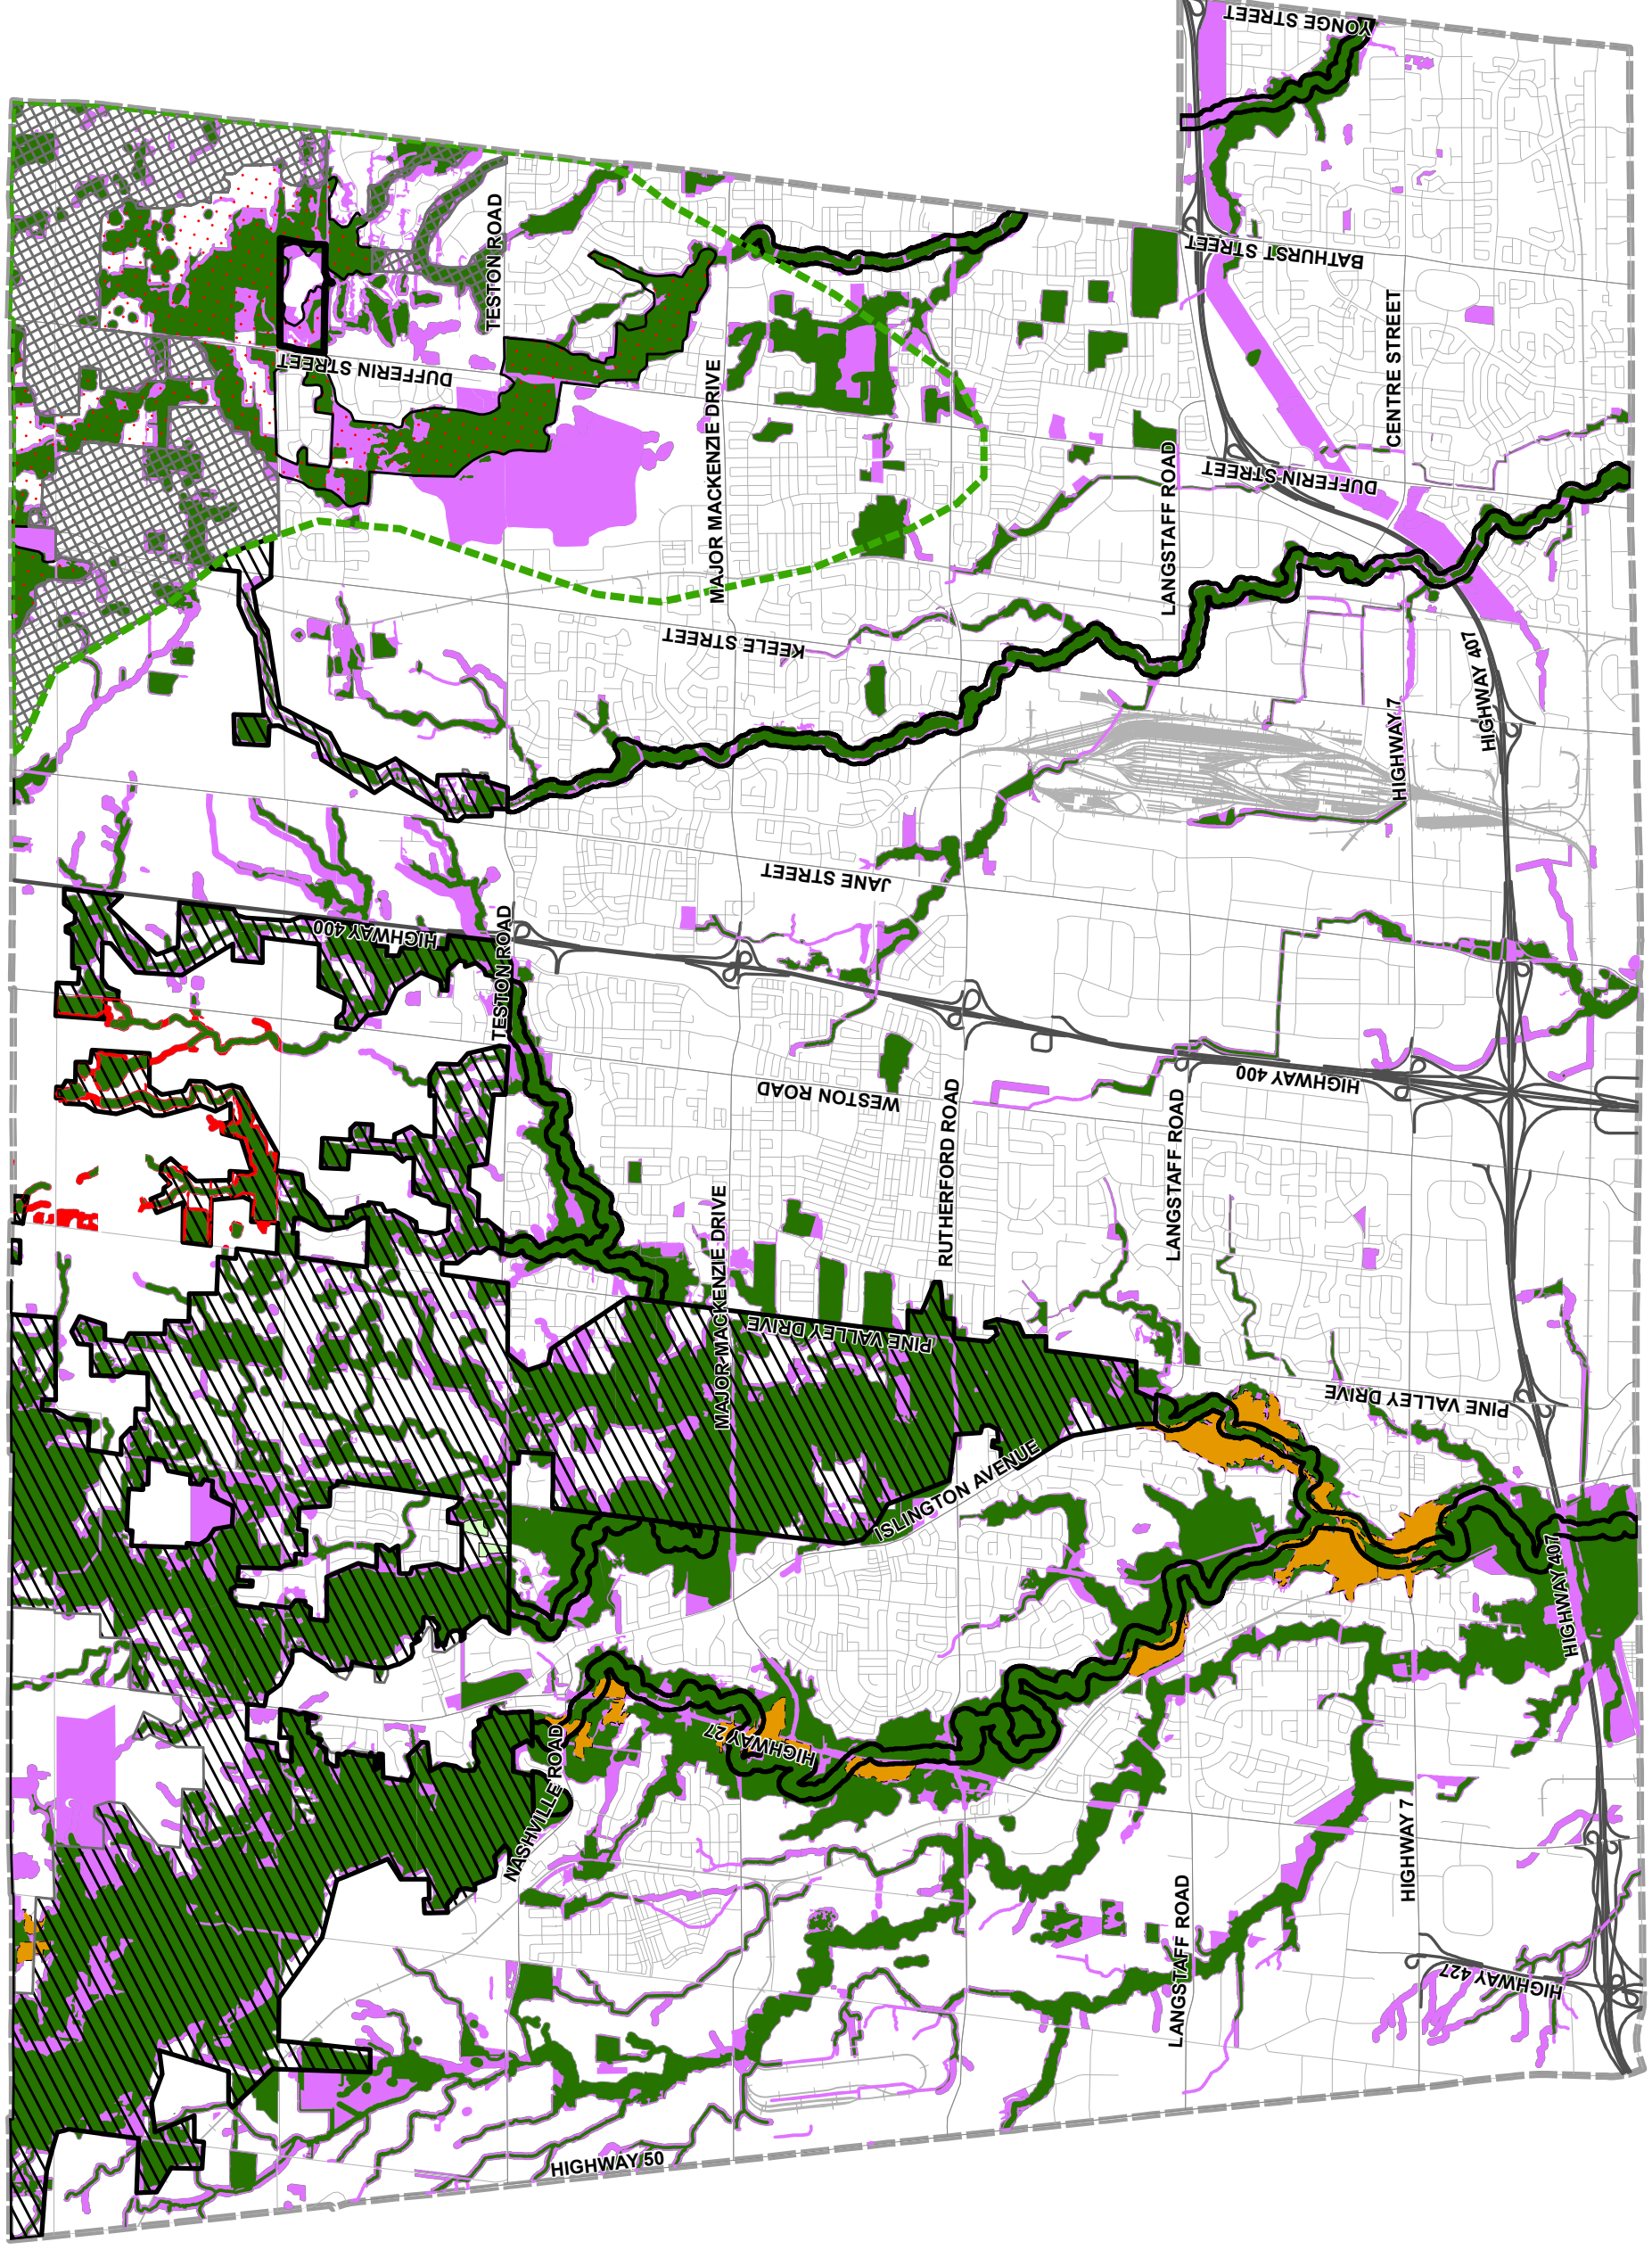 YONGE STREET
BATHURST STREET
TESTON ROAD
DUFFERIN STREET
CENTRE STREET
MAJOR MACKENZIE DRIVE
LANGSTAFF ROAD
DUFFERIN STREET
KEELE STREET
HIGHWAY 407
HIGHWAY 7
JANE STREET
HIGHWAY 400
TESTON ROAD
WESTON ROAD
HIGHWAY 400
RUTHERFORD ROAD
LANGSTAFF ROAD
MAJOR MACKENZIE DRIVE
PINE VALLEY DRIVE
PINE VALLEY DRIVE
ISLINGTON AVENUE
HIGHWAY 407
HIGHWAY 27
NASHVILLE ROAD
HIGHWAY 7
LANGSTAFF ROAD
HIGHWAY 427
HIGHWAY 50